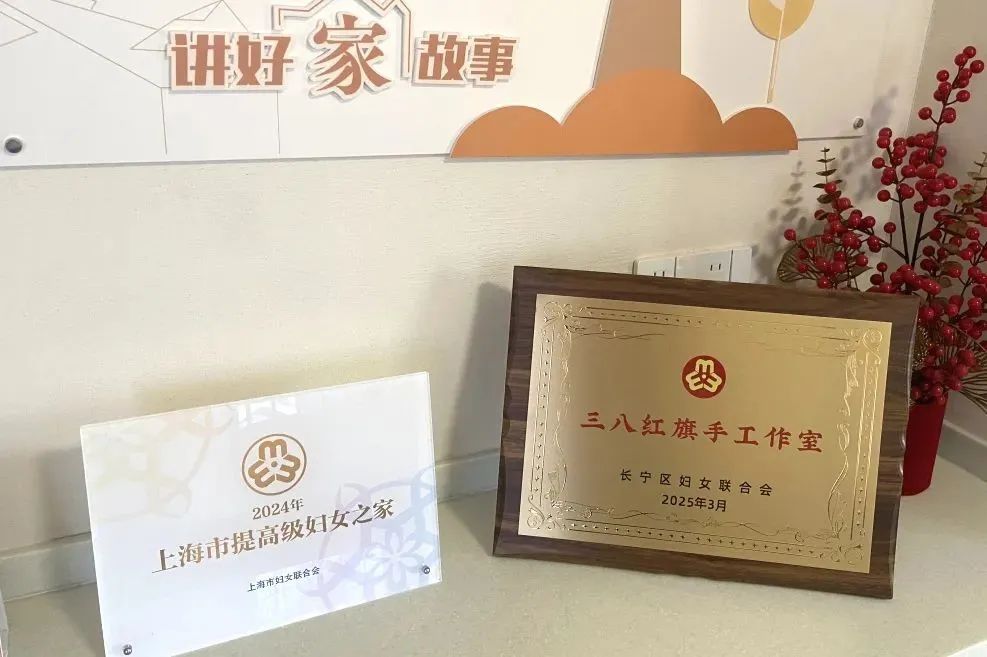 讲好家故事
2024年
上海市提高级妇女之家
上海市妇女联合会
三八红旗手工作室
长宁区妇女联合会
2025年3月